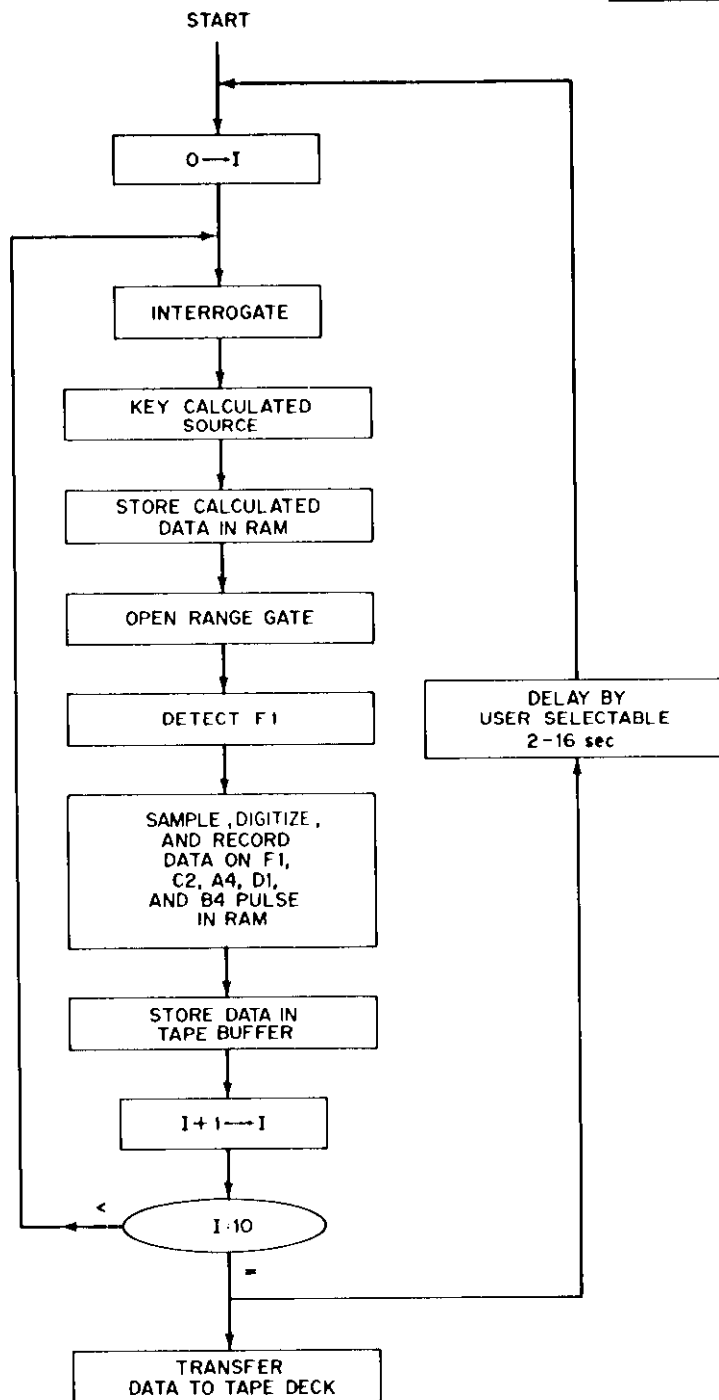 START
O→I
INTERROGATE
KEY CALCULATED
SOURCE
STORE CALCULATED
DATA IN RAM
OPEN RANGE GATE
DETECT F1
DELAY BY
USER SELECTABLE
2-16 sec
SAMPLE, DIGITIZE,
AND RECORD
DATA ON F1,
C2, A4, D1,
AND B4 PULSE
IN RAM
STORE DATA IN
TAPE BUFFER
I+1→I
<
I:10
=
TRANSFER
DATA TO TAPE DECK